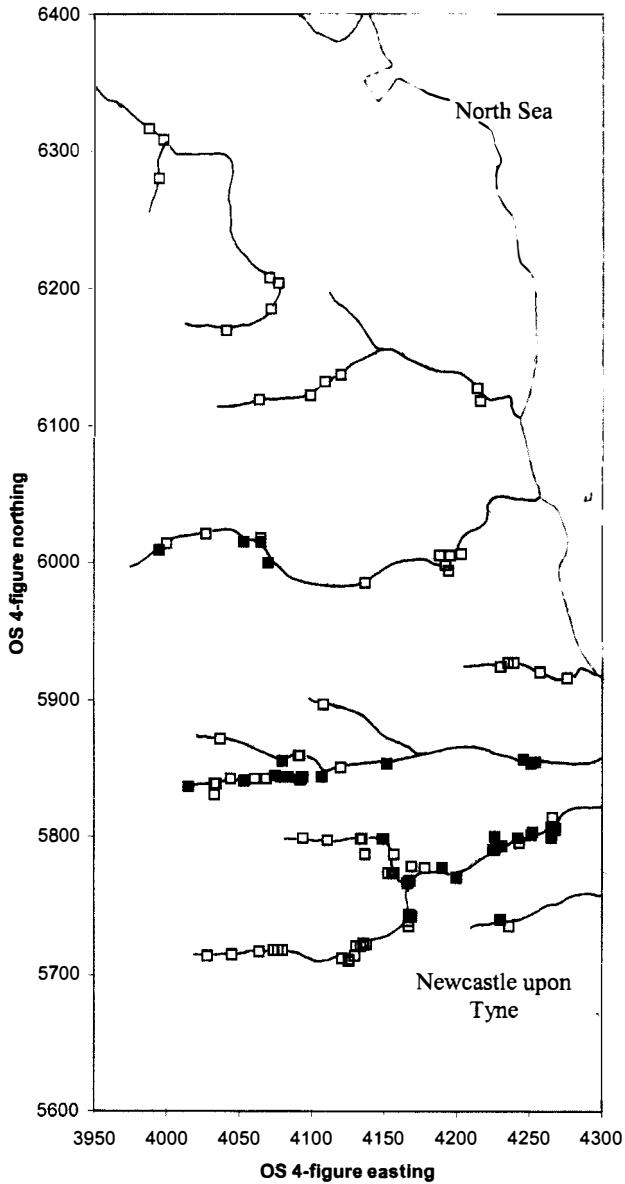 6400
North Sea
6300
6200
6100
6000
5900
5800
5700
5600
OS 4-figure northing
Newcastle upon
Tyne
3950 4000 4050 4100 4150 4200 4250 4300
OS 4-figure easting